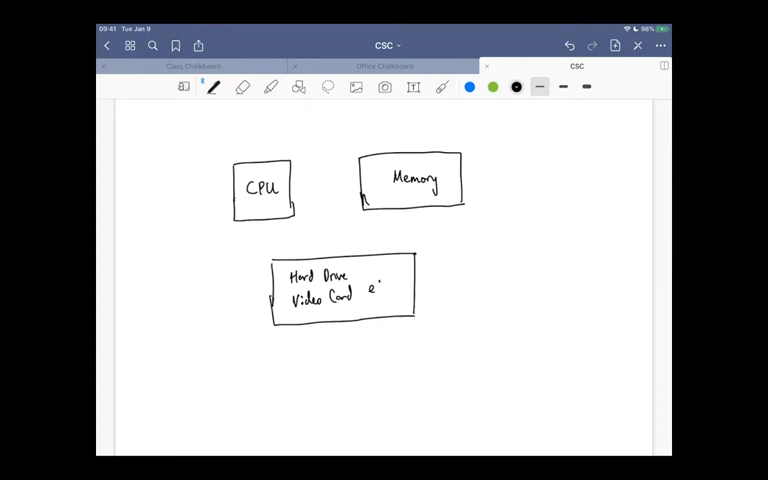 09:41 Tue Jan 9
98%
CSC
Class Chalkboard
Office Chalkboard
CSC
CPU
Memory
Hard Drive
Video Card e